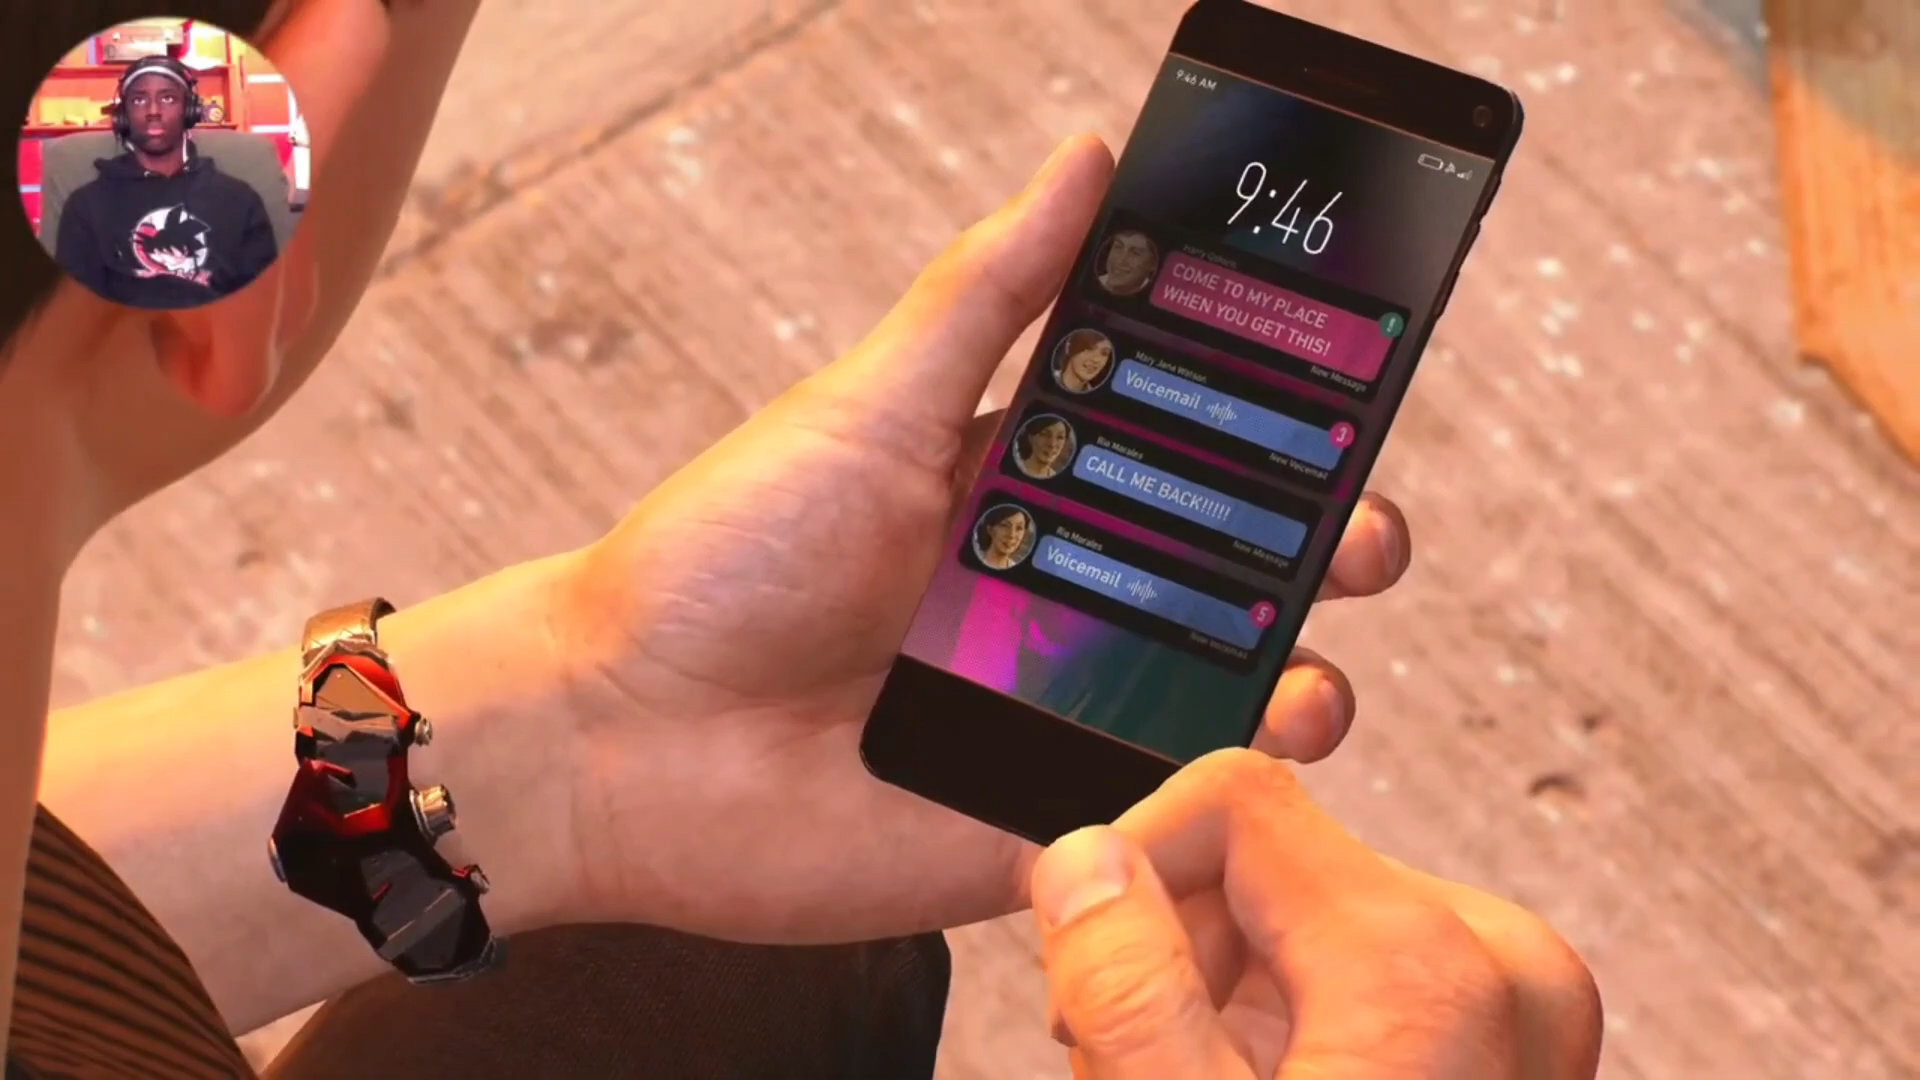 9:46 AM
9:46
Harry Osborn
COME TO MY PLACE
WHEN YOU GET THIS!
!
New Message
Mary Jane Watson
Voicemail
3
New Voicemail
Rio Morales
CALL ME BACK!!!!!
New Message
Rio Morales
Voicemail
5
New Voicemail